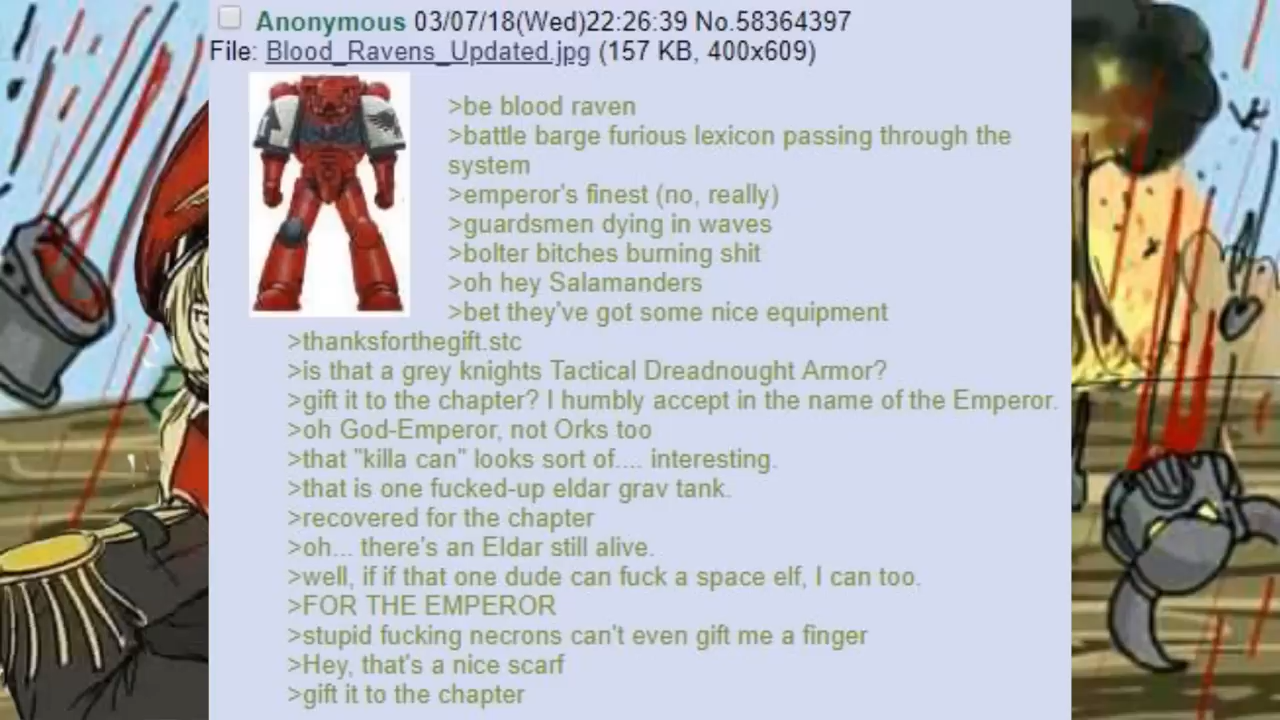 Anonymous 03/07/18(Wed)22:26:39 No.58364397
File: Blood_Ravens_Updated.jpg (157 KB, 400x609)
>be blood raven
>battle barge furious lexicon passing through the
system
>emperor's finest (no, really)
>guardsmen dying in waves
>bolter bitches burning shit
>oh hey Salamanders
>bet they've got some nice equipment
>thanksforthegift.stc
>is that a grey knights Tactical Dreadnought Armor?
>gift it to the chapter? I humbly accept in the name of the Emperor.
>oh God-Emperor, not Orks too
>that "killa can" looks sort of.... interesting.
>that is one fucked-up eldar grav tank.
>recovered for the chapter
>oh... there's an Eldar still alive.
>well, if if that one dude can fuck a space elf, I can too.
>FOR THE EMPEROR
>stupid fucking necrons can't even gift me a finger
>Hey, that's a nice scarf
>gift it to the chapter